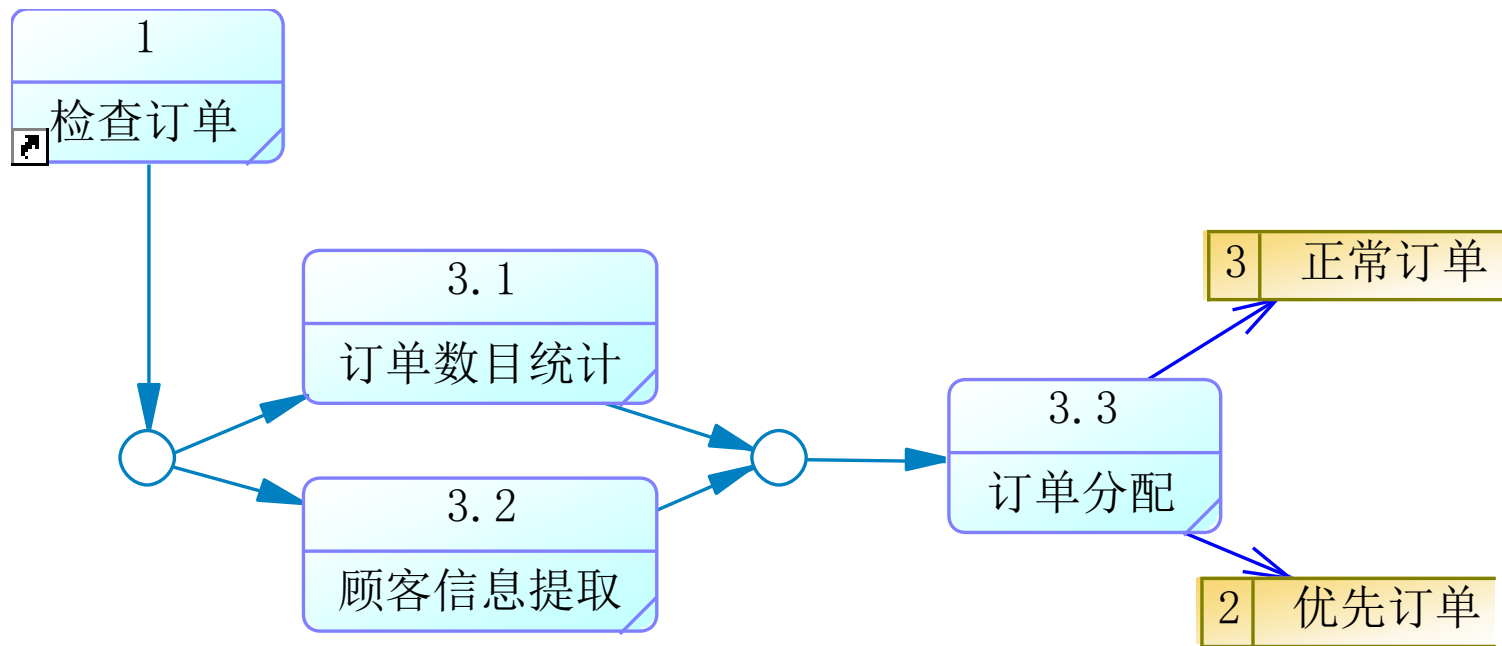 1
检查订单
3.1
订单数目统计
3.2
顾客信息提取
3.3
订单分配
3 正常订单
2 优先订单